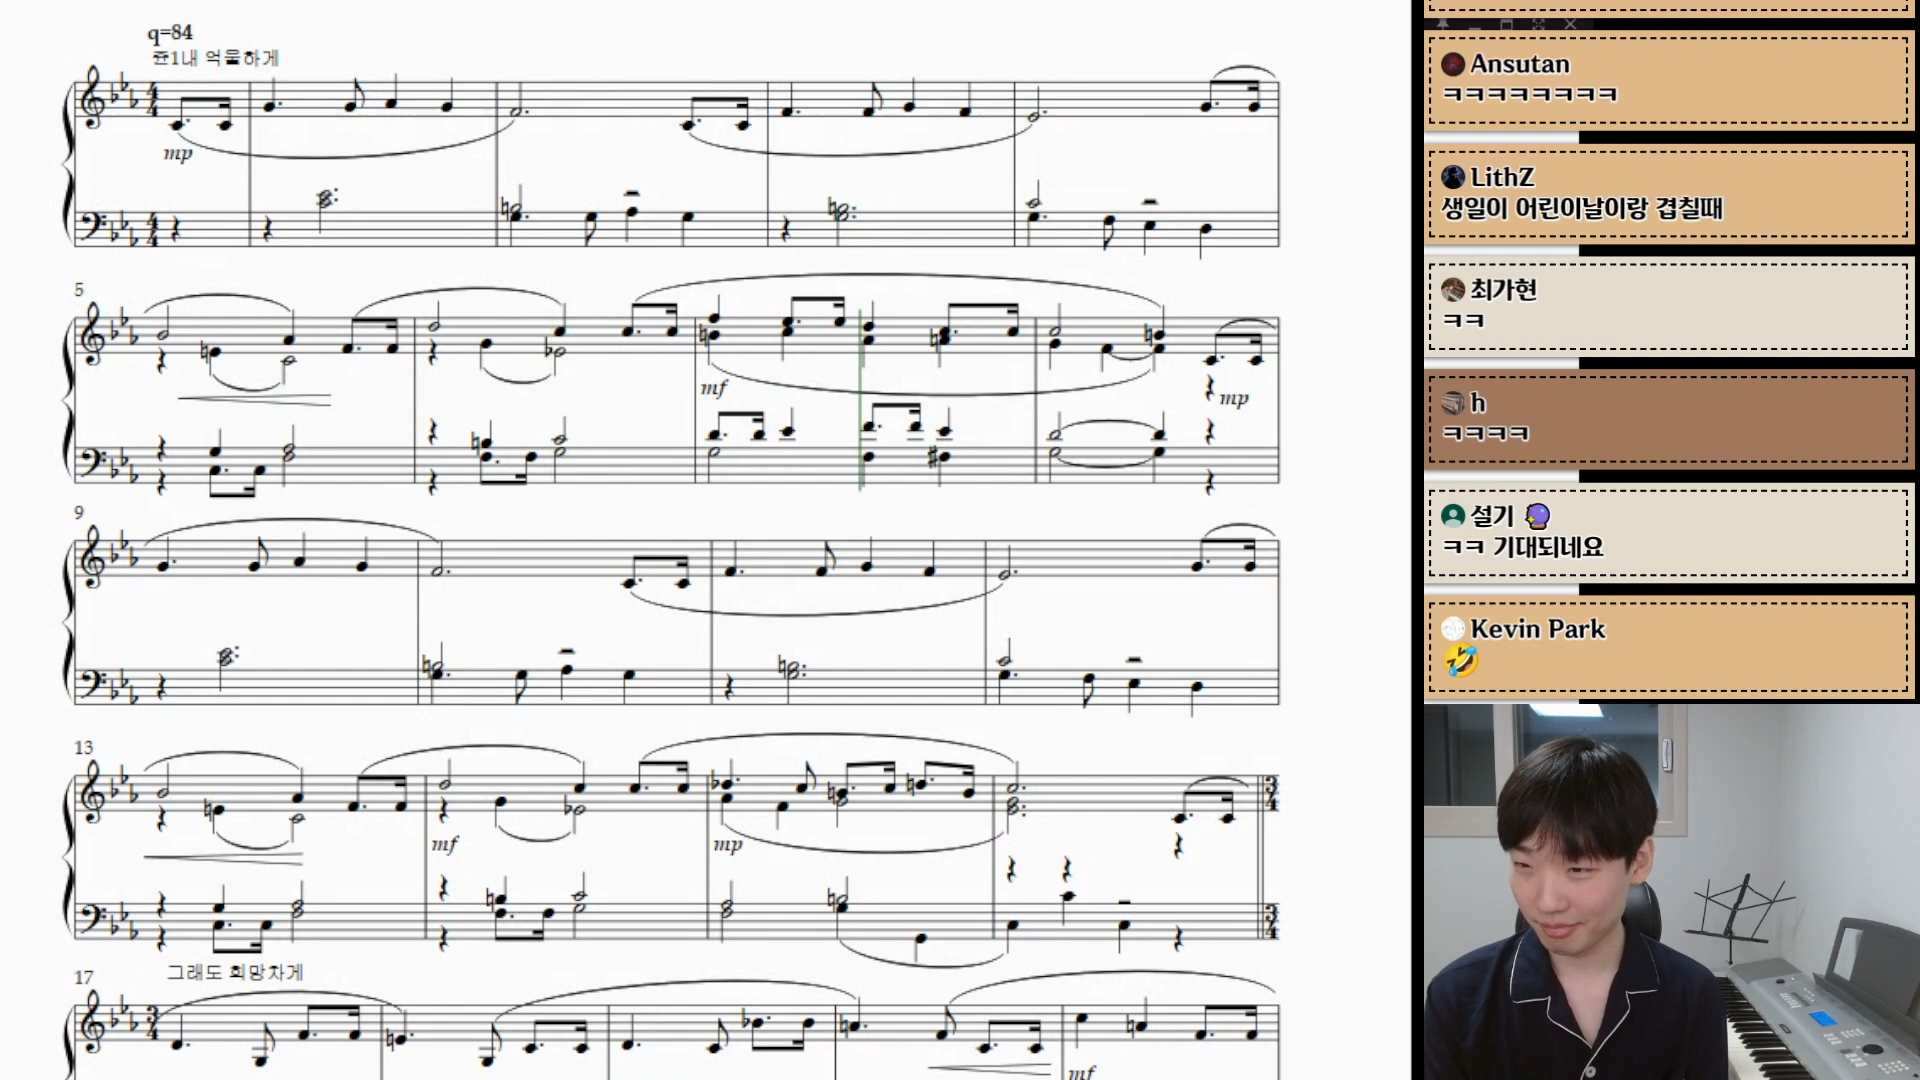 q=84
쥰1내 억울하게
mp
5
mf
mp
9
13
mf
mp
17
그래도 희망차게
mf
Ansutan
ㅋㅋㅋㅋㅋㅋㅋㅋ
LithZ
생일이 어린이날이랑 겹칠때
최가현
ㅋㅋ
h
ㅋㅋㅋㅋ
설기
ㅋㅋ 기대되네요
Kevin Park